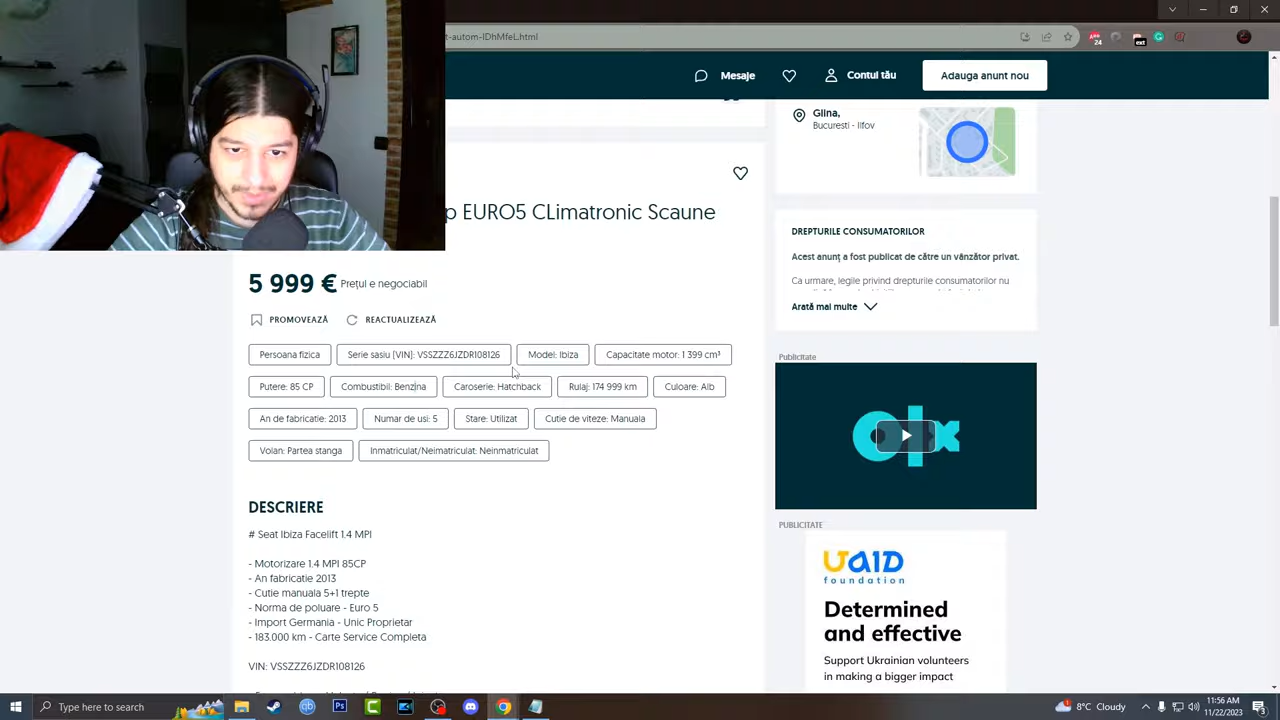 t-autom-IDhMfeL.html
24
ext
Mesaje
Contul tău
Adauga anunt nou
Glina,
Bucuresti - Ilfov
p EURO5 CLimatronic Scaune
DREPTURILE CONSUMATORILOR
Acest anunț a fost publicat de către un vânzător privat.
Ca urmare, legile privind drepturile consumatorilor nu
Arată mai multe
5 999 € Prețul e negociabil
PROMOVEAZĂ
REACTUALIZEAZĂ
Persoana fizica
Serie sasiu (VIN): VSSZZZ6JZDR108126
Model: Ibiza
Capacitate motor: 1 399 cm³
Putere: 85 CP
Combustibil: Benzina
Caroserie: Hatchback
Rulaj: 174 999 km
Culoare: Alb
An de fabricatie: 2013
Numar de usi: 5
Stare: Utilizat
Cutie de viteze: Manuala
Volan: Partea stanga
Inmatriculat/Neimatriculat: Neinmatriculat
Publicitate
olx
DESCRIERE
# Seat Ibiza Facelift 1.4 MPI
- Motorizare 1.4 MPI 85CP
- An fabricatie 2013
- Cutie manuala 5+1 trepte
- Norma de poluare - Euro 5
- Import Germania - Unic Proprietar
- 183.000 km - Carte Service Completa
VIN: VSSZZZ6JZDR108126
PUBLICITATE
UAID
foundation
Determined
and effective
Support Ukrainian volunteers
in making a bigger impact
Type here to search
8°C Cloudy
11:56 AM
11/22/2023
3